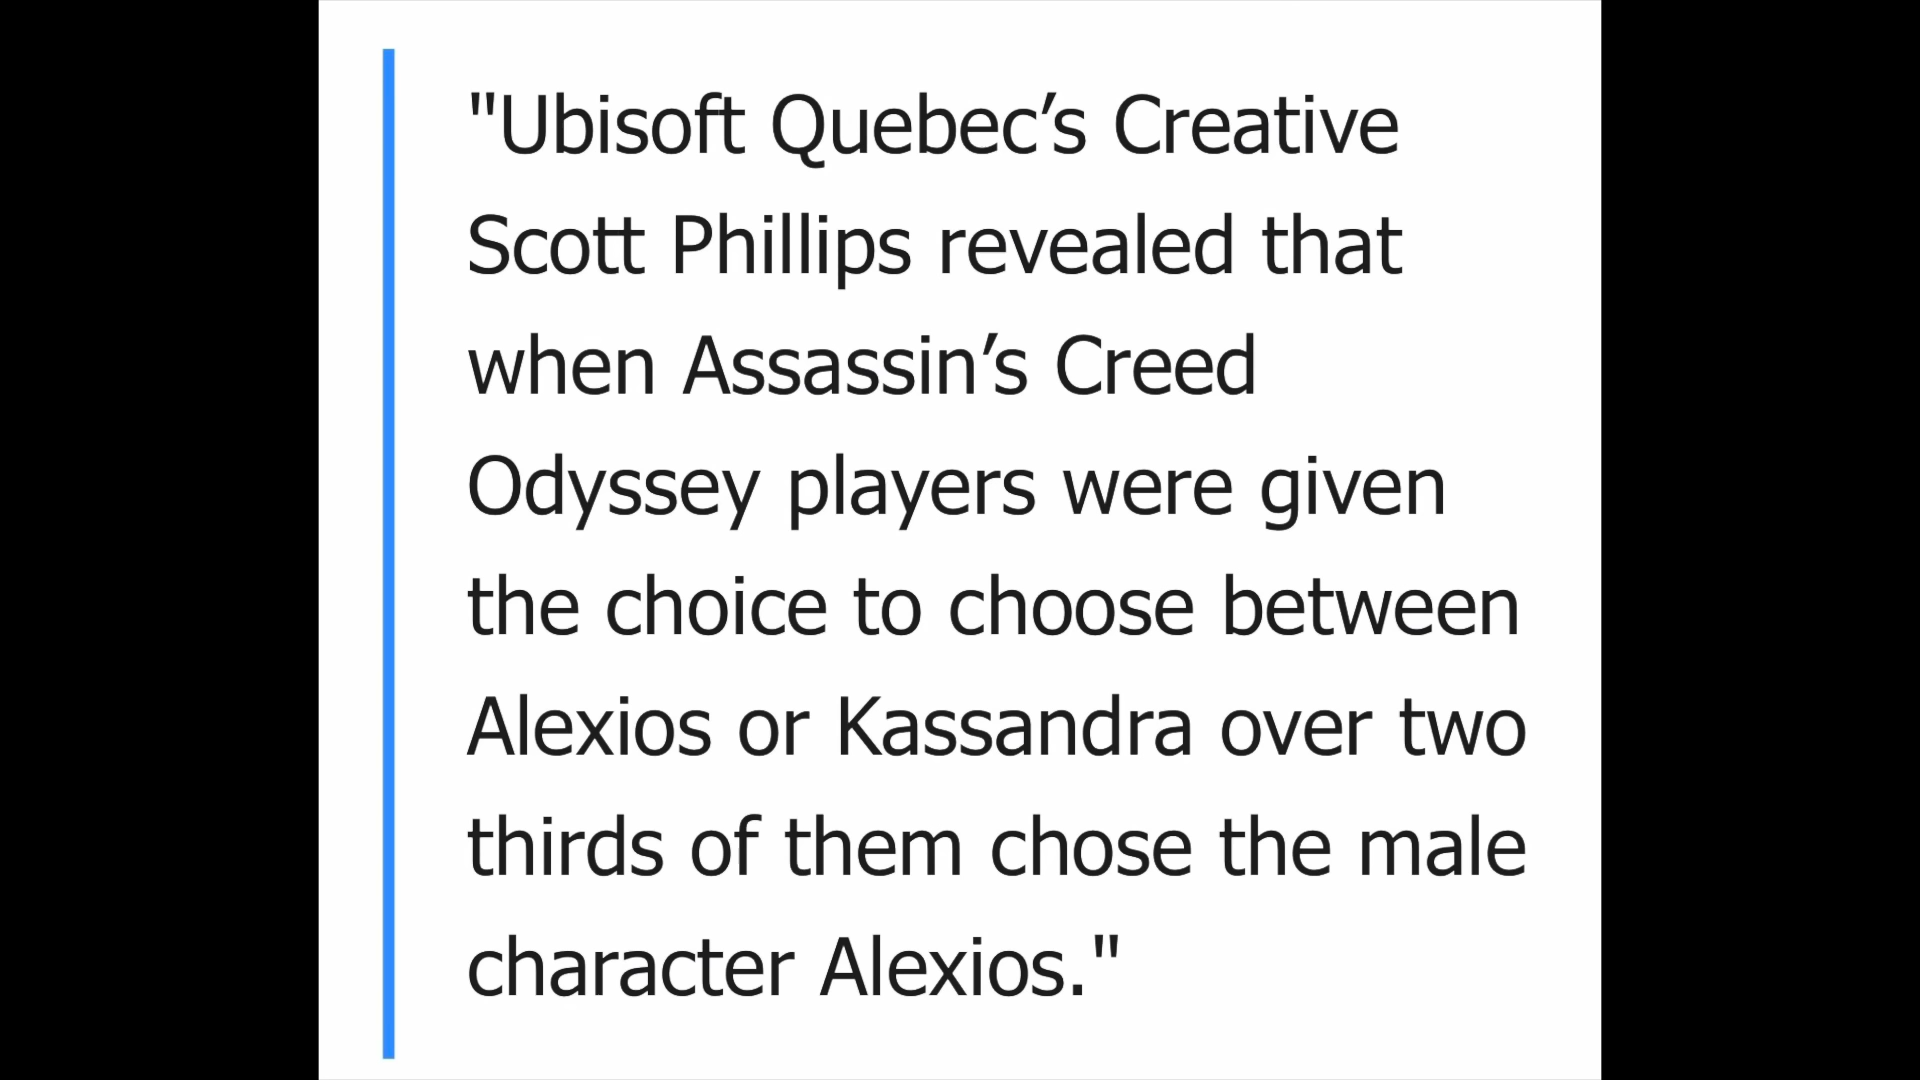 "Ubisoft Quebec’s Creative
Scott Phillips revealed that
when Assassin’s Creed
Odyssey players were given
the choice to choose between
Alexios or Kassandra over two
thirds of them chose the male
character Alexios."